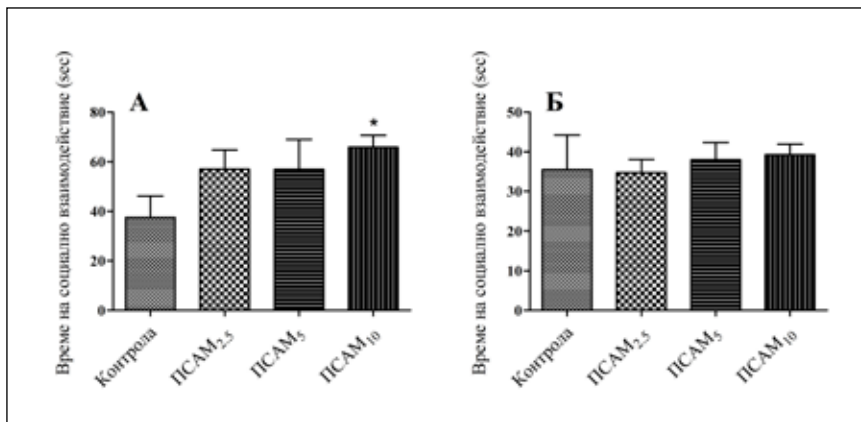 А
Време на социално взаимодействие (sec)
80
60
40
20
0
*
Контрола
ПСАМ2,5
ПСАМ5
ПСАМ10
Б
Време на социално взаимодействие (sec)
50
40
30
20
10
0
Контрола
ПСАМ2,5
ПСАМ5
ПСАМ10